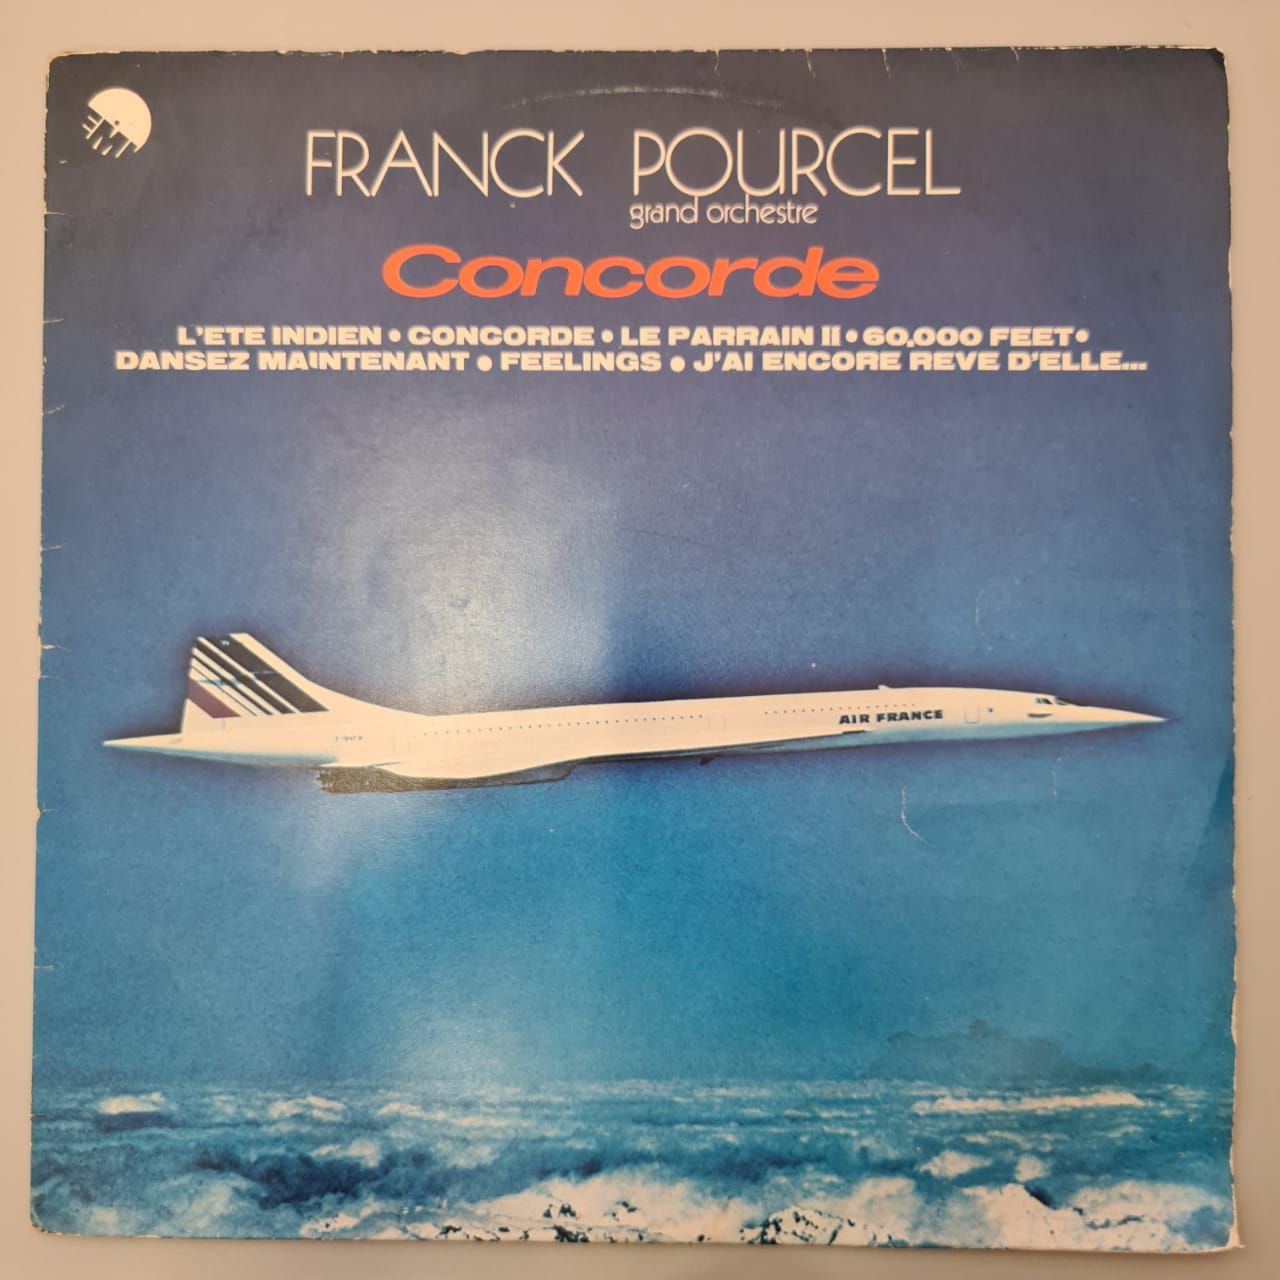 EMI
FRANCK POURCEL
grand orchestre
Concorde
L'ETE INDIEN • CONCORDE • LE PARRAIN II • 60.000 FEET •
DANSEZ MAINTENANT • FEELINGS • J'AI ENCORE REVE D'ELLE...
AIR FRANCE